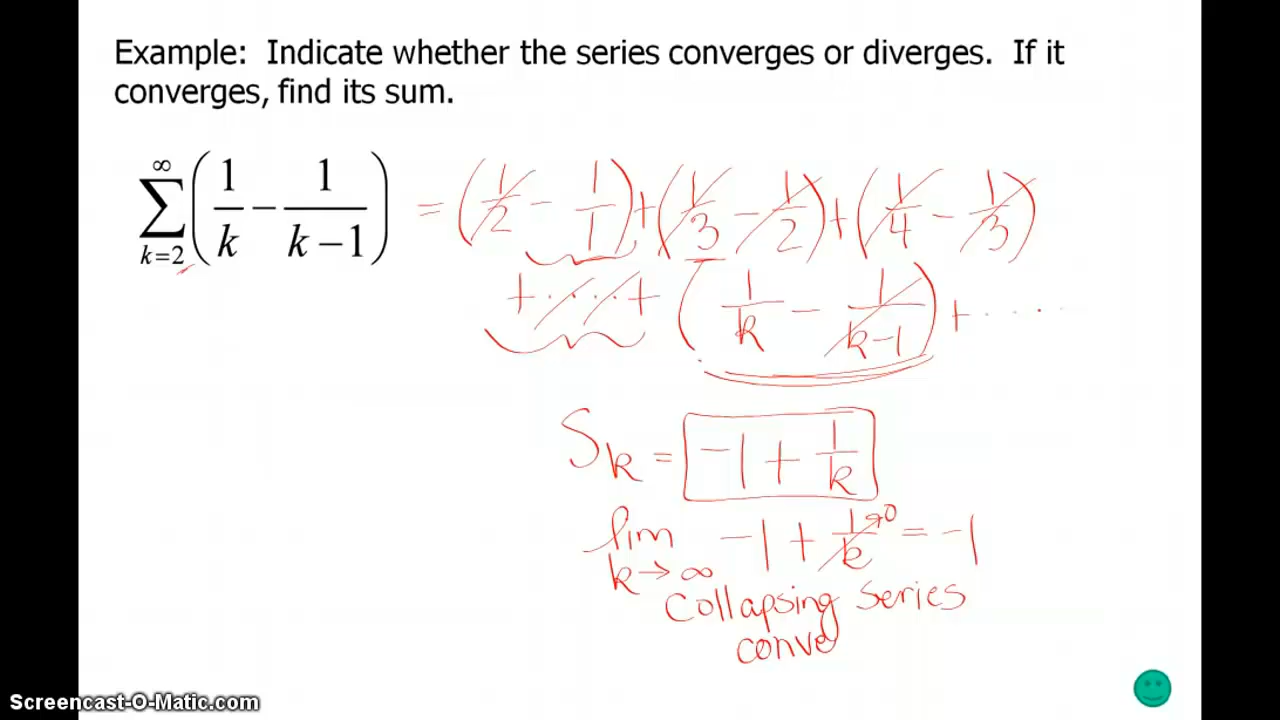 Example: Indicate whether the series converges or diverges. If it
converges, find its sum.
∞
∑ (1/k − 1/(k−1)) = (1/2 − 1/1) + (1/3 − 1/2) + (1/4 − 1/3)
k=2
+ ..... + (1/k − 1/(k−1)) + .....
Sk = −1 + 1/k
lim −1 + 1/k →0 = −1
k→∞
Collapsing series
conve
Screencast-O-Matic.com